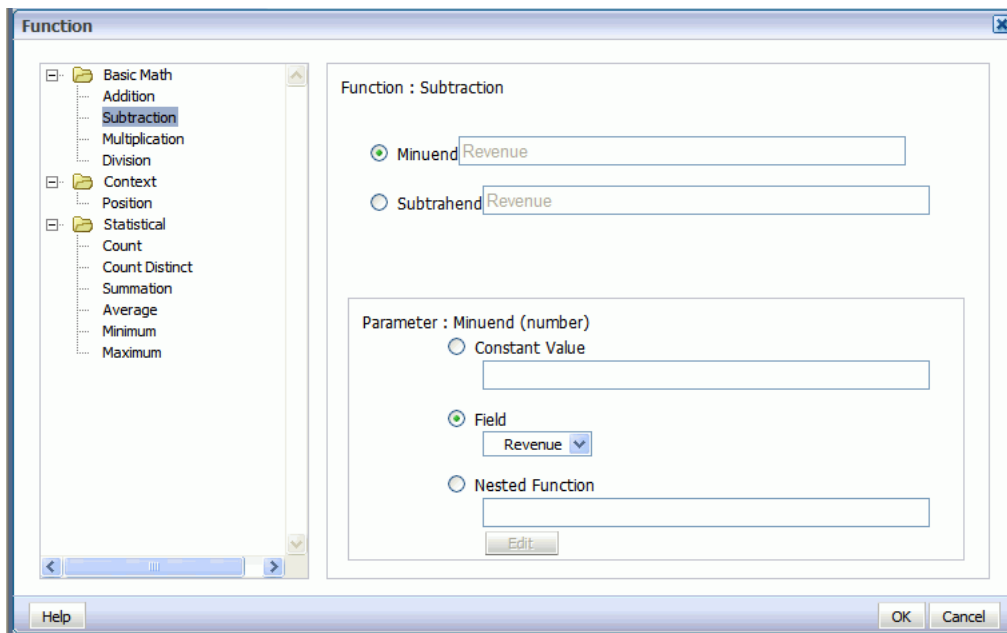 Function
Basic Math
Addition
Subtraction
Multiplication
Division
Context
Position
Statistical
Count
Count Distinct
Summation
Average
Minimum
Maximum
Function : Subtraction
Minuend Revenue
Subtrahend Revenue
Parameter : Minuend (number)
Constant Value
Field
Revenue
Nested Function
Edit
Help
OK
Cancel